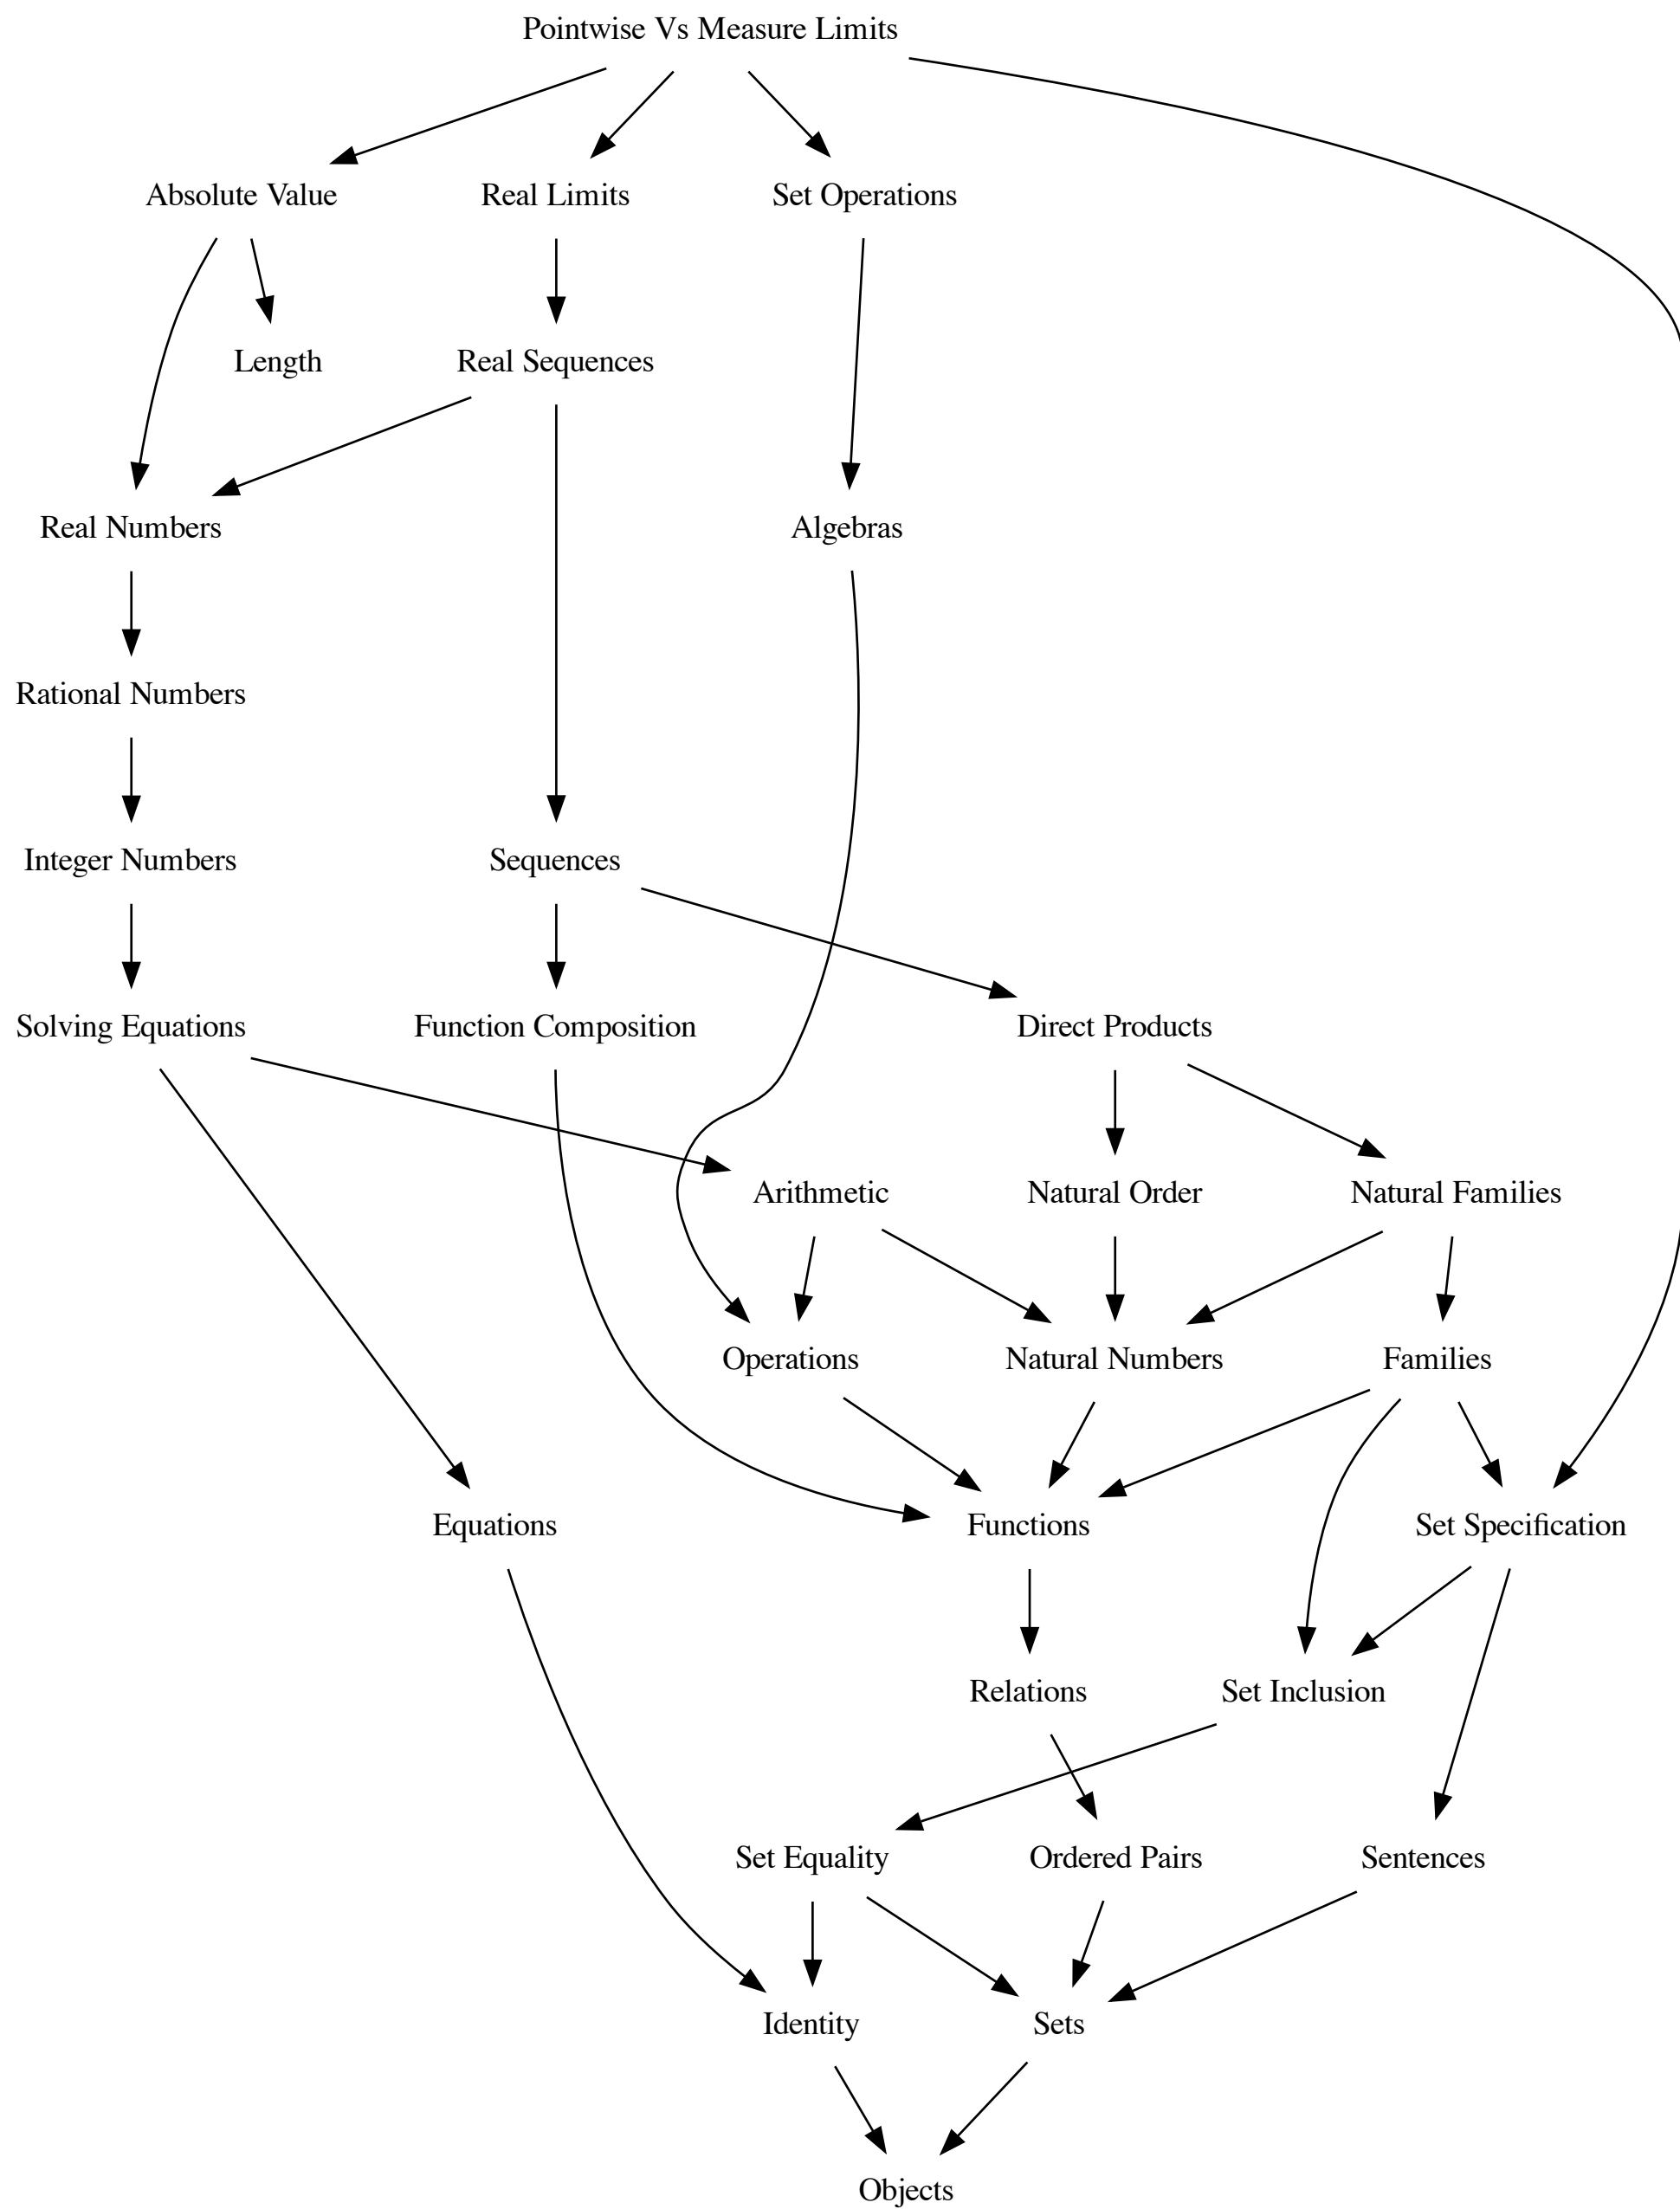 Pointwise Vs Measure Limits
Absolute Value
Real Limits
Set Operations
Length
Real Sequences
Real Numbers
Algebras
Rational Numbers
Integer Numbers
Sequences
Solving Equations
Function Composition
Direct Products
Arithmetic
Natural Order
Natural Families
Operations
Natural Numbers
Families
Equations
Functions
Set Specification
Relations
Set Inclusion
Set Equality
Ordered Pairs
Sentences
Identity
Sets
Objects